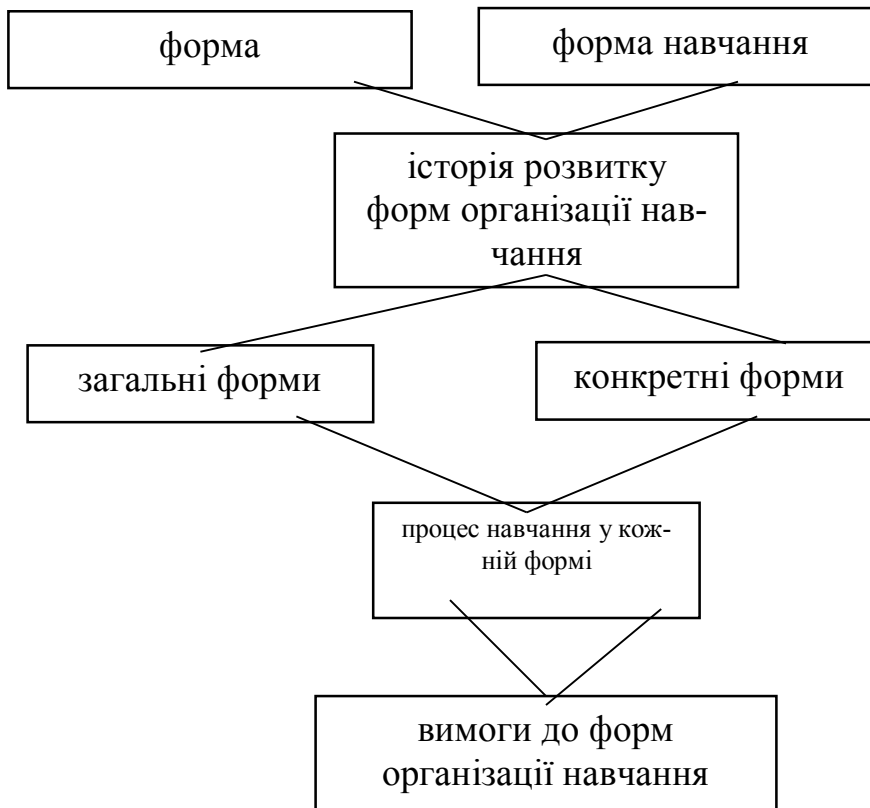 форма
форма навчання
історія розвитку
форм організації нав-
чання
загальні форми
конкретні форми
процес навчання у кож-
ній формі
вимоги до форм
організації навчання